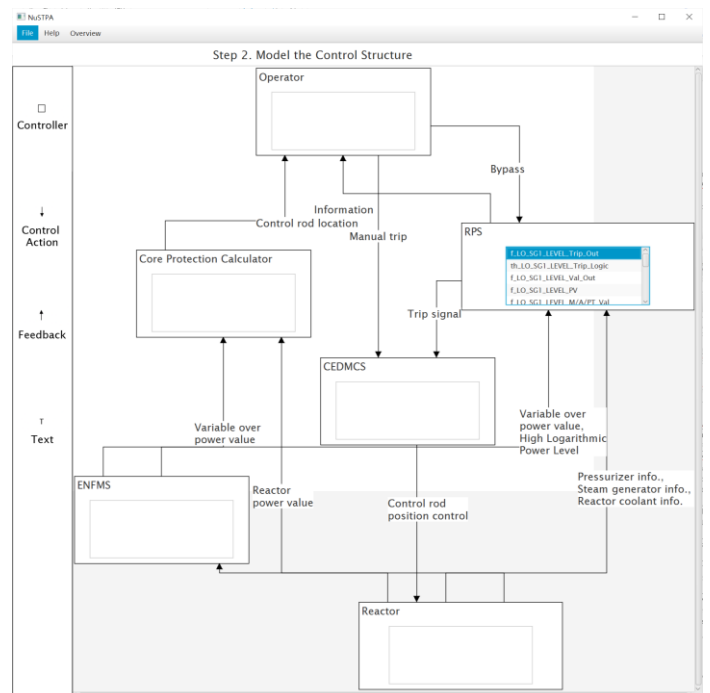 NuSTPA
File Help Overview
Step 2. Model the Control Structure
Controller
Control
Action
Feedback
T
Text
Operator
Bypass
Information
Control rod location
Manual trip
Core Protection Calculator
RPS
f_LO_SG1_LEVEL_Trip_Out
th_LO_SG1_LEVEL_Trip_Logic
f_LO_SG1_LEVEL_Val_Out
f_LO_SG1_LEVEL_PV
f_LO_SG1_LEVEL_M/A/PT_Val
Trip signal
CEDMCS
Variable over
power value
Variable over
power value,
High Logarithmic
Power Level
ENFMS
Reactor
power value
Control rod
position control
Pressurizer info.,
Steam generator info.,
Reactor coolant info.
Reactor